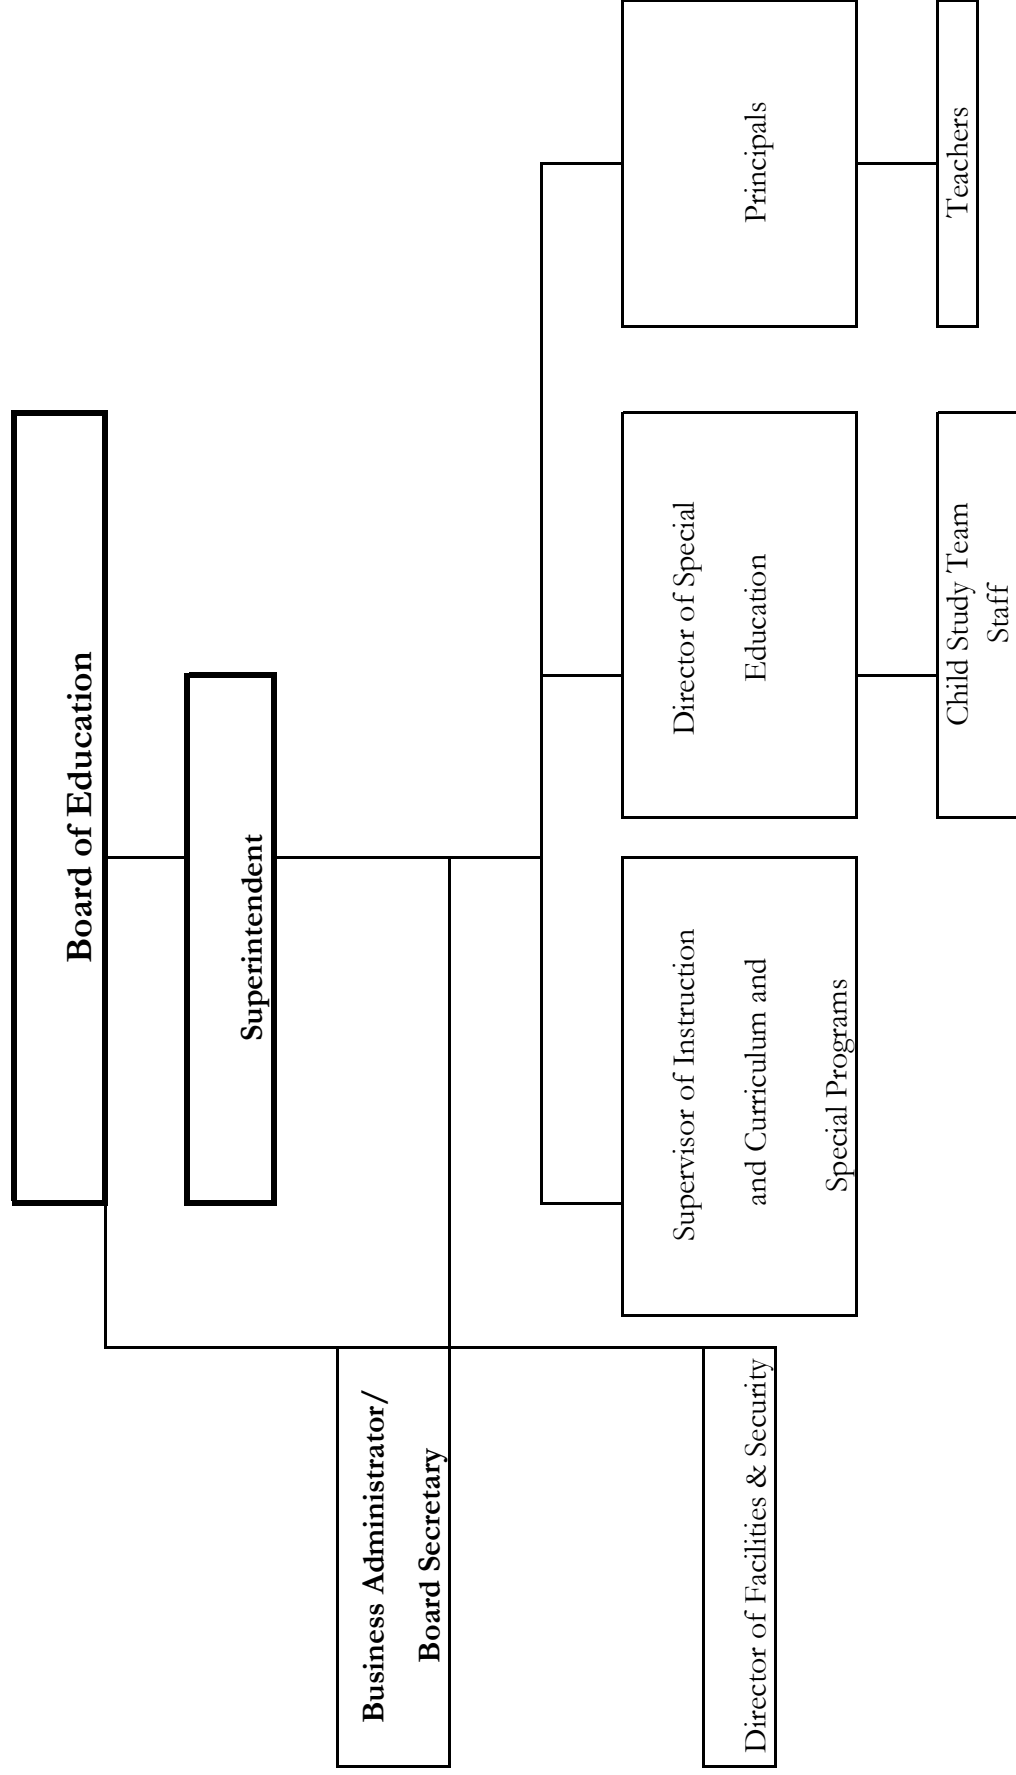 Board of Education
Superintendent
Business Administrator/
Board Secretary
Supervisor of Instruction
and Curriculum and
Special Programs
Director of Special
Education
Principals
Director of Facilities & Security
Child Study Team
Staff
Teachers